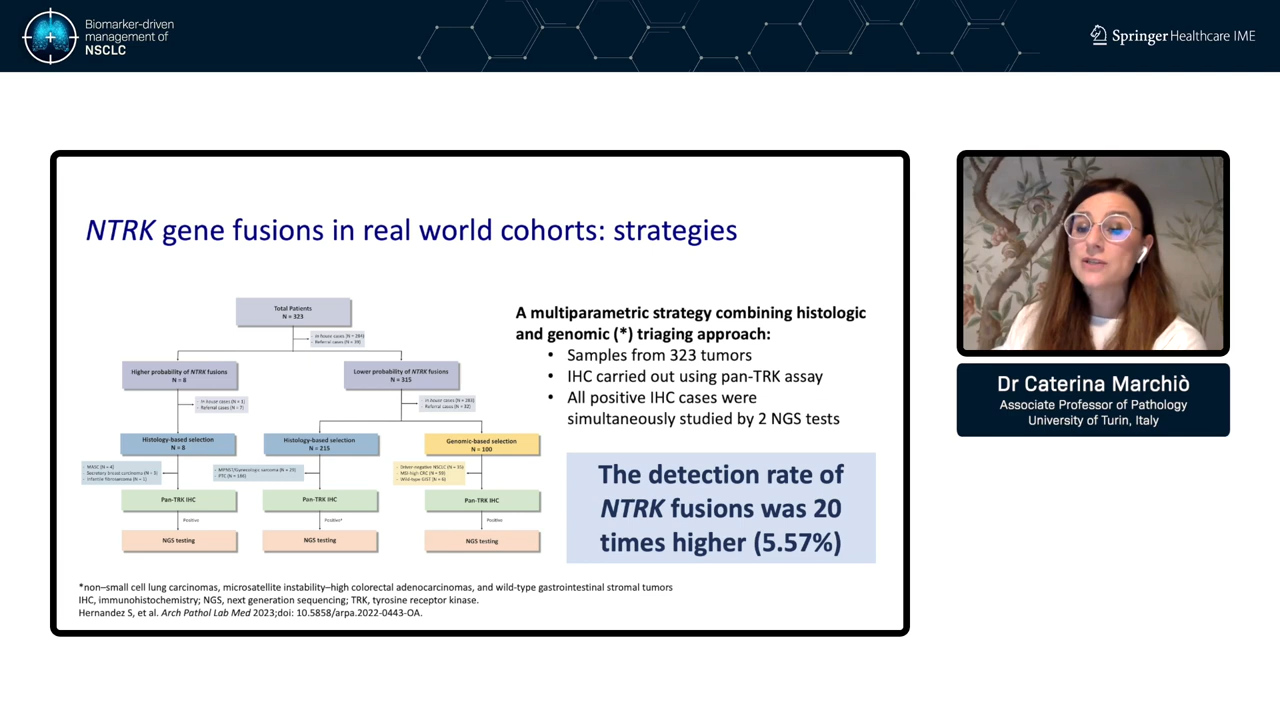 Biomarker-driven
management of
NSCLC
Springer Healthcare IME
NTRK gene fusions in real world cohorts: strategies
Total Patients
N = 323
- In house cases (N = 284)
- Referral cases (N = 39)
Higher probability of NTRK fusions
N = 8
Lower probability of NTRK fusions
N = 315
- In house cases (N = 1)
- Referral cases (N = 7)
- In house cases (N = 283)
- Referral cases (N = 32)
Histology-based selection
N = 8
Histology-based selection
N = 215
Genomic-based selection
N = 100
- MASC (N = 4)
- Secretory breast carcinoma (N = 3)
- Infantile fibrosarcoma (N = 1)
- MPNST/Gynecologic sarcoma (N = 29)
- PTC (N = 186)
- Driver-negative NSCLC (N = 35)
- MSI-high CRC (N = 59)
- Wild-type GIST (N = 6)
Pan-TRK IHC
Pan-TRK IHC
Pan-TRK IHC
Positive
Positive*
Positive
NGS testing
NGS testing
NGS testing
A multiparametric strategy combining histologic
and genomic (*) triaging approach:
• Samples from 323 tumors
• IHC carried out using pan-TRK assay
• All positive IHC cases were
simultaneously studied by 2 NGS tests
The detection rate of
NTRK fusions was 20
times higher (5.57%)
*non–small cell lung carcinomas, microsatellite instability–high colorectal adenocarcinomas, and wild-type gastrointestinal stromal tumors
IHC, immunohistochemistry; NGS, next generation sequencing; TRK, tyrosine receptor kinase.
Hernandez S, et al. Arch Pathol Lab Med 2023;doi: 10.5858/arpa.2022-0443-OA.
Dr Caterina Marchiò
Associate Professor of Pathology
University of Turin, Italy